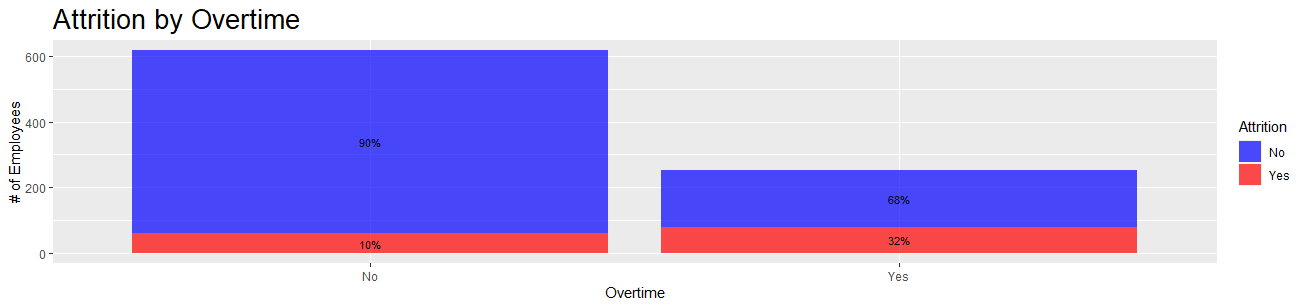 Attrition by Overtime
600
400
200
0
# of Employees
90%
10%
68%
32%
No
Yes
Overtime
Attrition
No
Yes